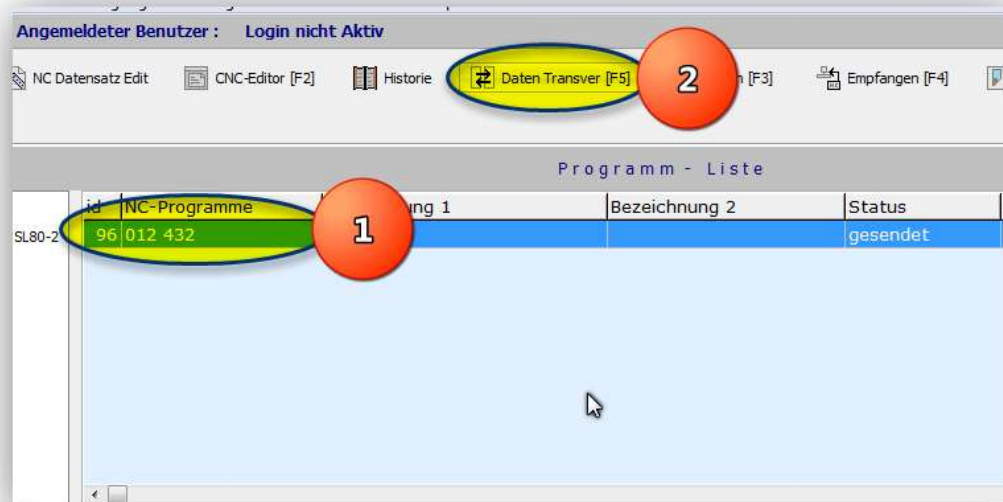 Angemeldeter Benutzer : Login nicht Aktiv
NC Datensatz Edit CNC-Editor [F2] Historie Daten Transver [F5] 2 [F3] Empfangen [F4]
Programm - Liste
id NC-Programme 1 Bezeichnung 2 Status
SL80-2 96 012 432 1 gesendet